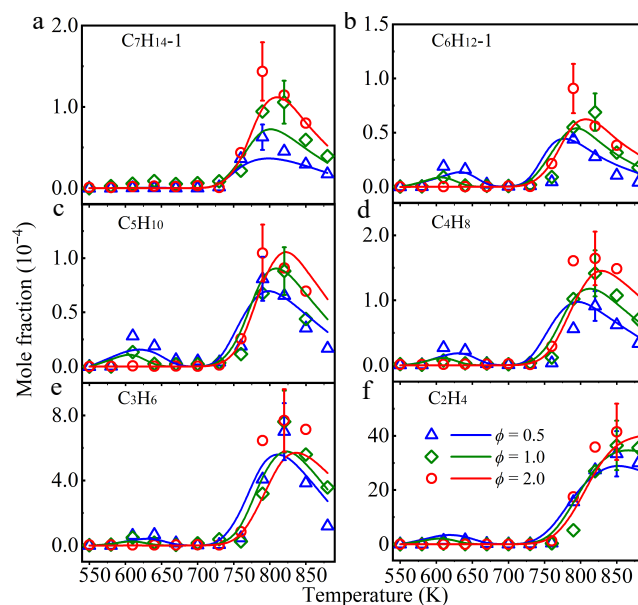 a
C7H14-1
2.0
1.0
0.0
b
C6H12-1
1.5
1.0
0.5
0.0
c
C5H10
1.0
0.5
0.0
d
C4H8
2.0
1.0
0.0
e
C3H6
8.0
4.0
0.0
f
C2H4
40
20
0
ϕ = 0.5
ϕ = 1.0
ϕ = 2.0
Mole fraction (10⁻⁴)
550 600 650 700 750 800 850
550 600 650 700 750 800 850
Temperature (K)